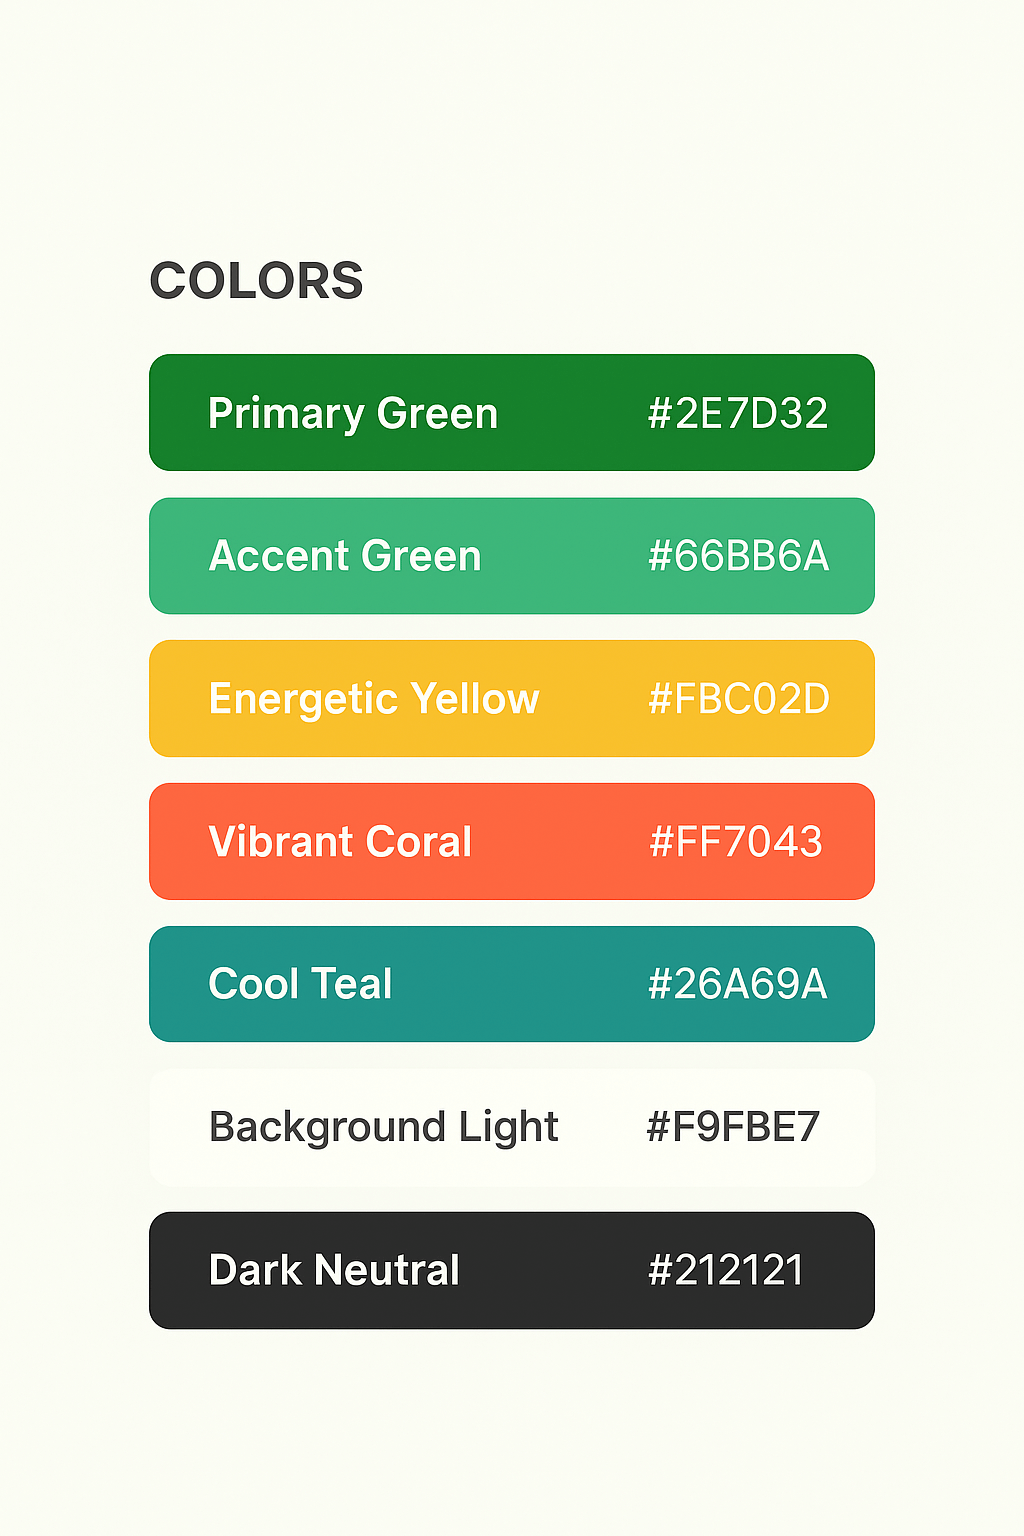 COLORS
Primary Green #2E7D32
Accent Green #66BB6A
Energetic Yellow #FBC02D
Vibrant Coral #FF7043
Cool Teal #26A69A
Background Light #F9FBE7
Dark Neutral #212121